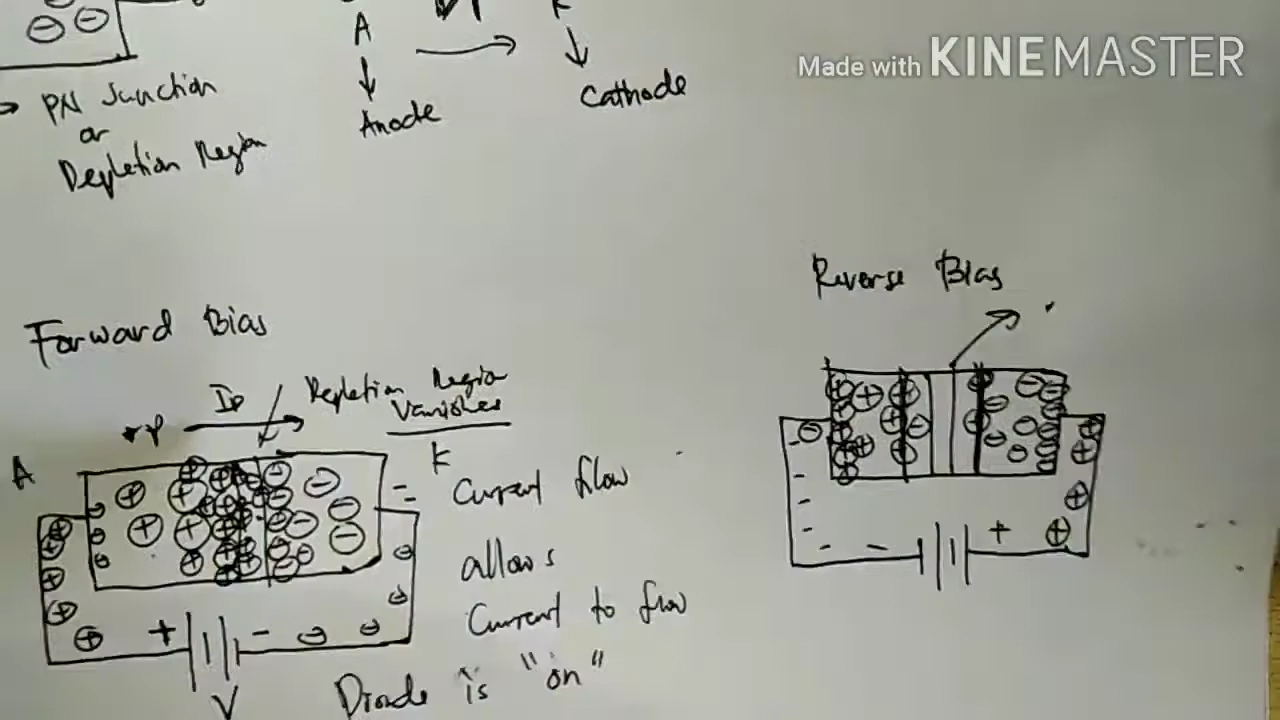 Made with KINEMASTER
A
K
PN Junction
or
Depletion Region
Anode
Cathode
Reverse Bias
Forward Bias
Depletion Region
Vanishes
P
ID
A
K
Current flow
allows
Current to flow
+
-
V
+
Diode is "on"